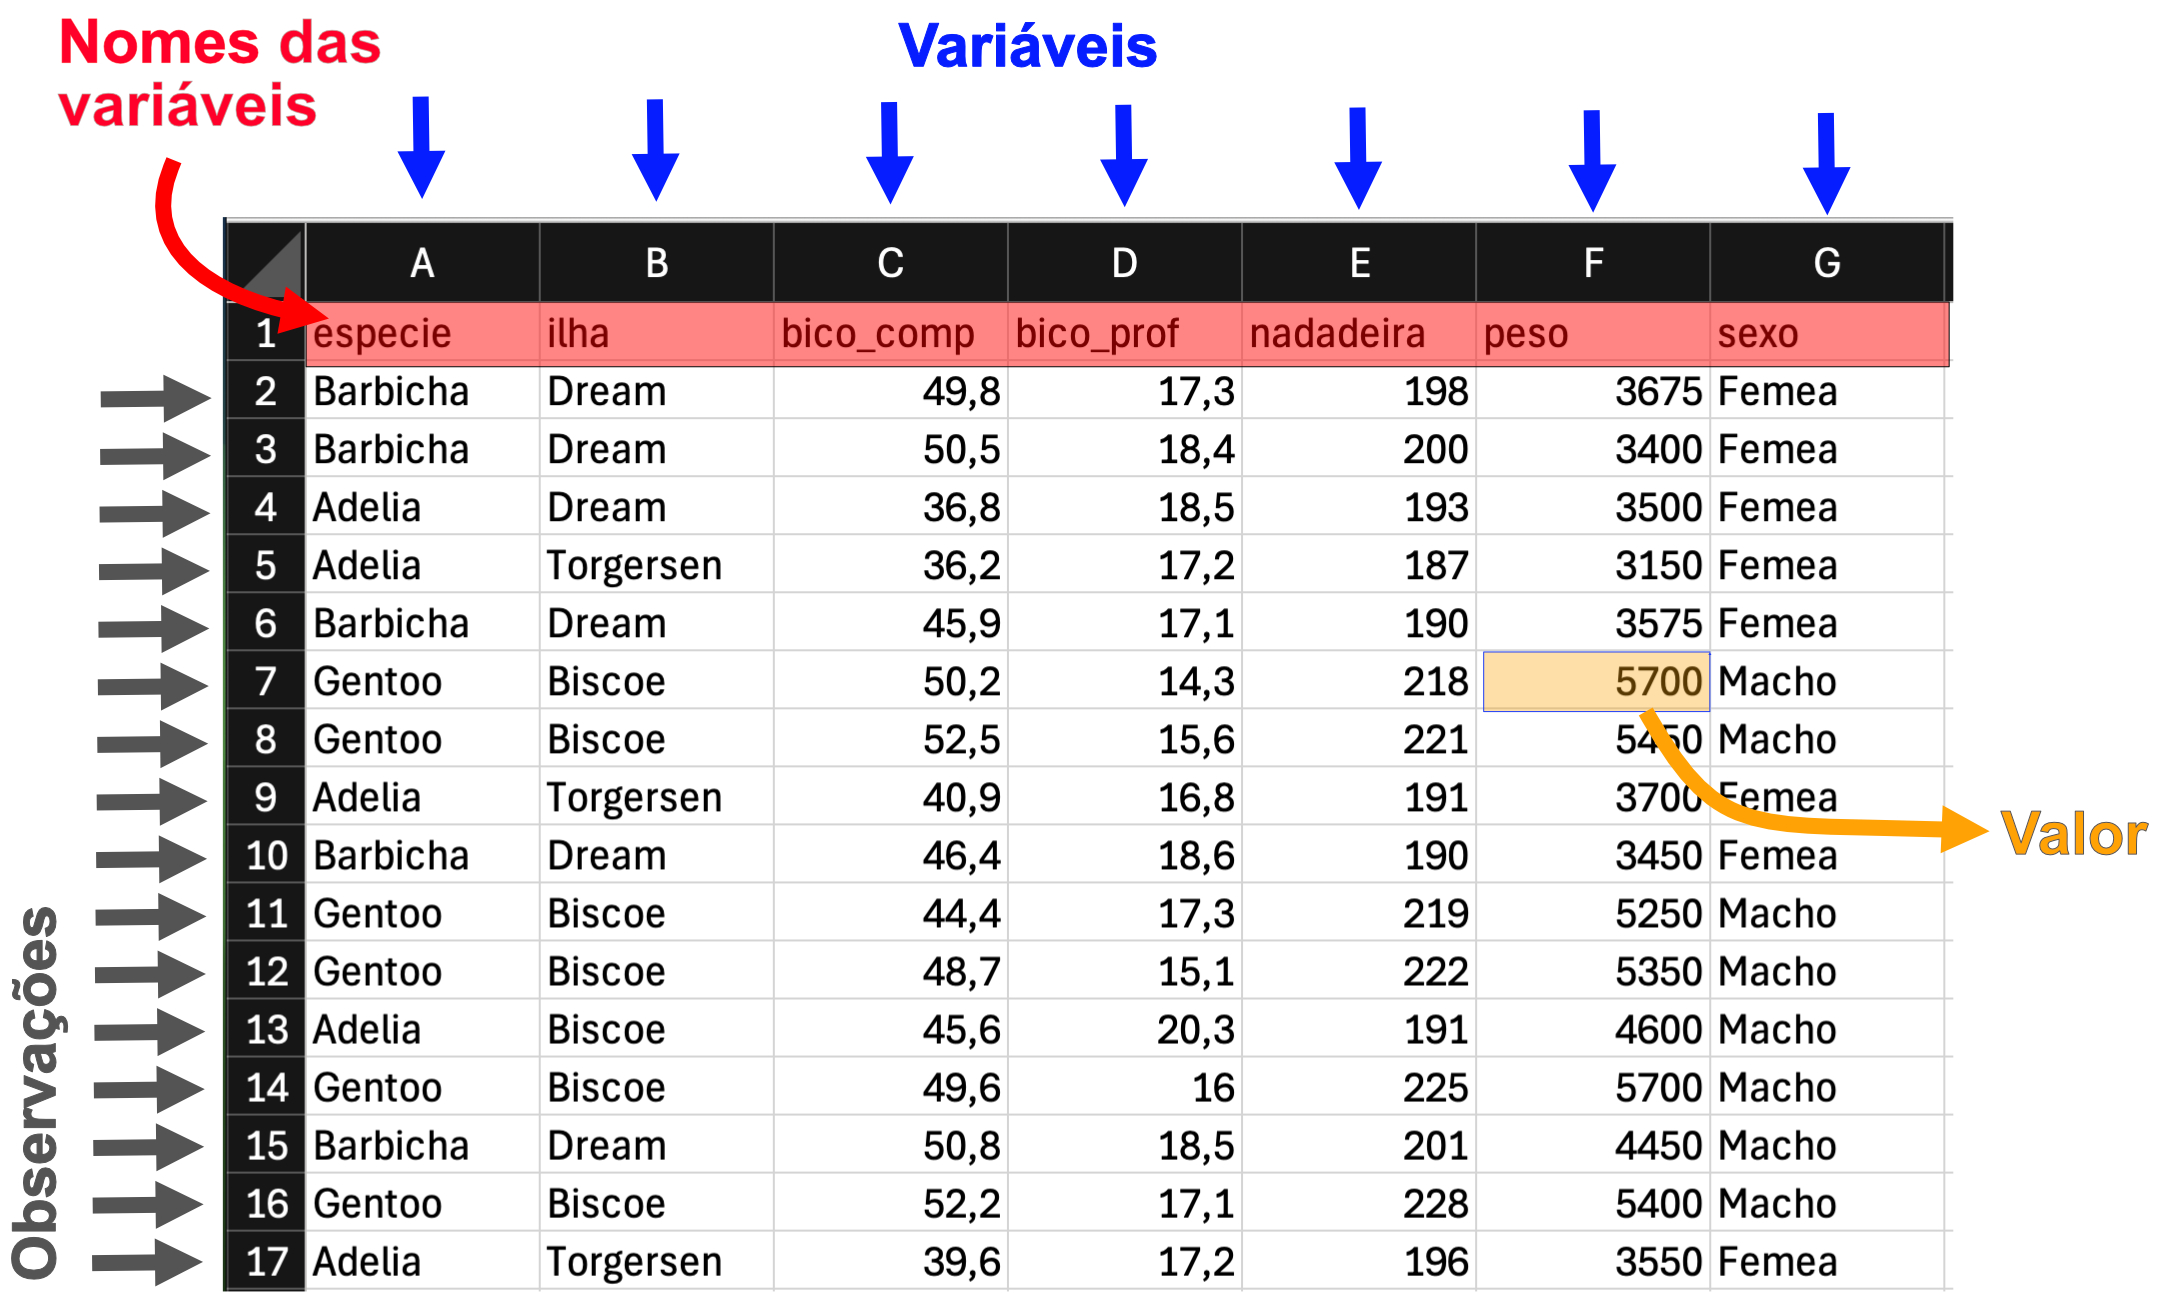 Nomes das
variáveis
Variáveis
A B C D E F G
1 especie ilha bico_comp bico_prof nadadeira peso sexo
2 Barbicha Dream 49,8 17,3 198 3675 Femea
3 Barbicha Dream 50,5 18,4 200 3400 Femea
4 Adelia Dream 36,8 18,5 193 3500 Femea
5 Adelia Torgersen 36,2 17,2 187 3150 Femea
6 Barbicha Dream 45,9 17,1 190 3575 Femea
7 Gentoo Biscoe 50,2 14,3 218 5700 Macho
8 Gentoo Biscoe 52,5 15,6 221 5450 Macho
9 Adelia Torgersen 40,9 16,8 191 3700 Femea
Valor
10 Barbicha Dream 46,4 18,6 190 3450 Femea
11 Gentoo Biscoe 44,4 17,3 219 5250 Macho
12 Gentoo Biscoe 48,7 15,1 222 5350 Macho
13 Adelia Biscoe 45,6 20,3 191 4600 Macho
14 Gentoo Biscoe 49,6 16 225 5700 Macho
15 Barbicha Dream 50,8 18,5 201 4450 Macho
16 Gentoo Biscoe 52,2 17,1 228 5400 Macho
17 Adelia Torgersen 39,6 17,2 196 3550 Femea
Observações